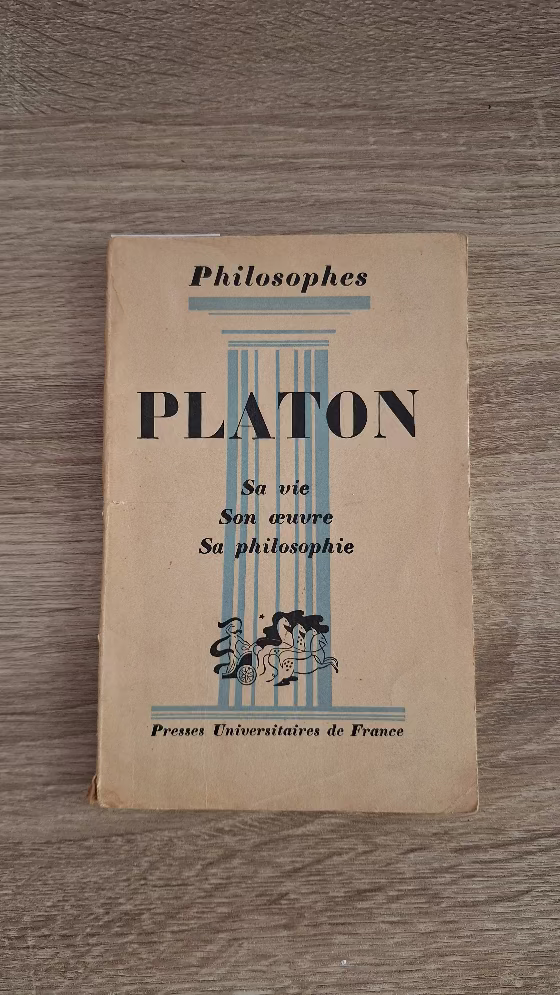 Philosophes
PLATON
Sa vie
Son œuvre
Sa philosophie
Presses Universitaires de France